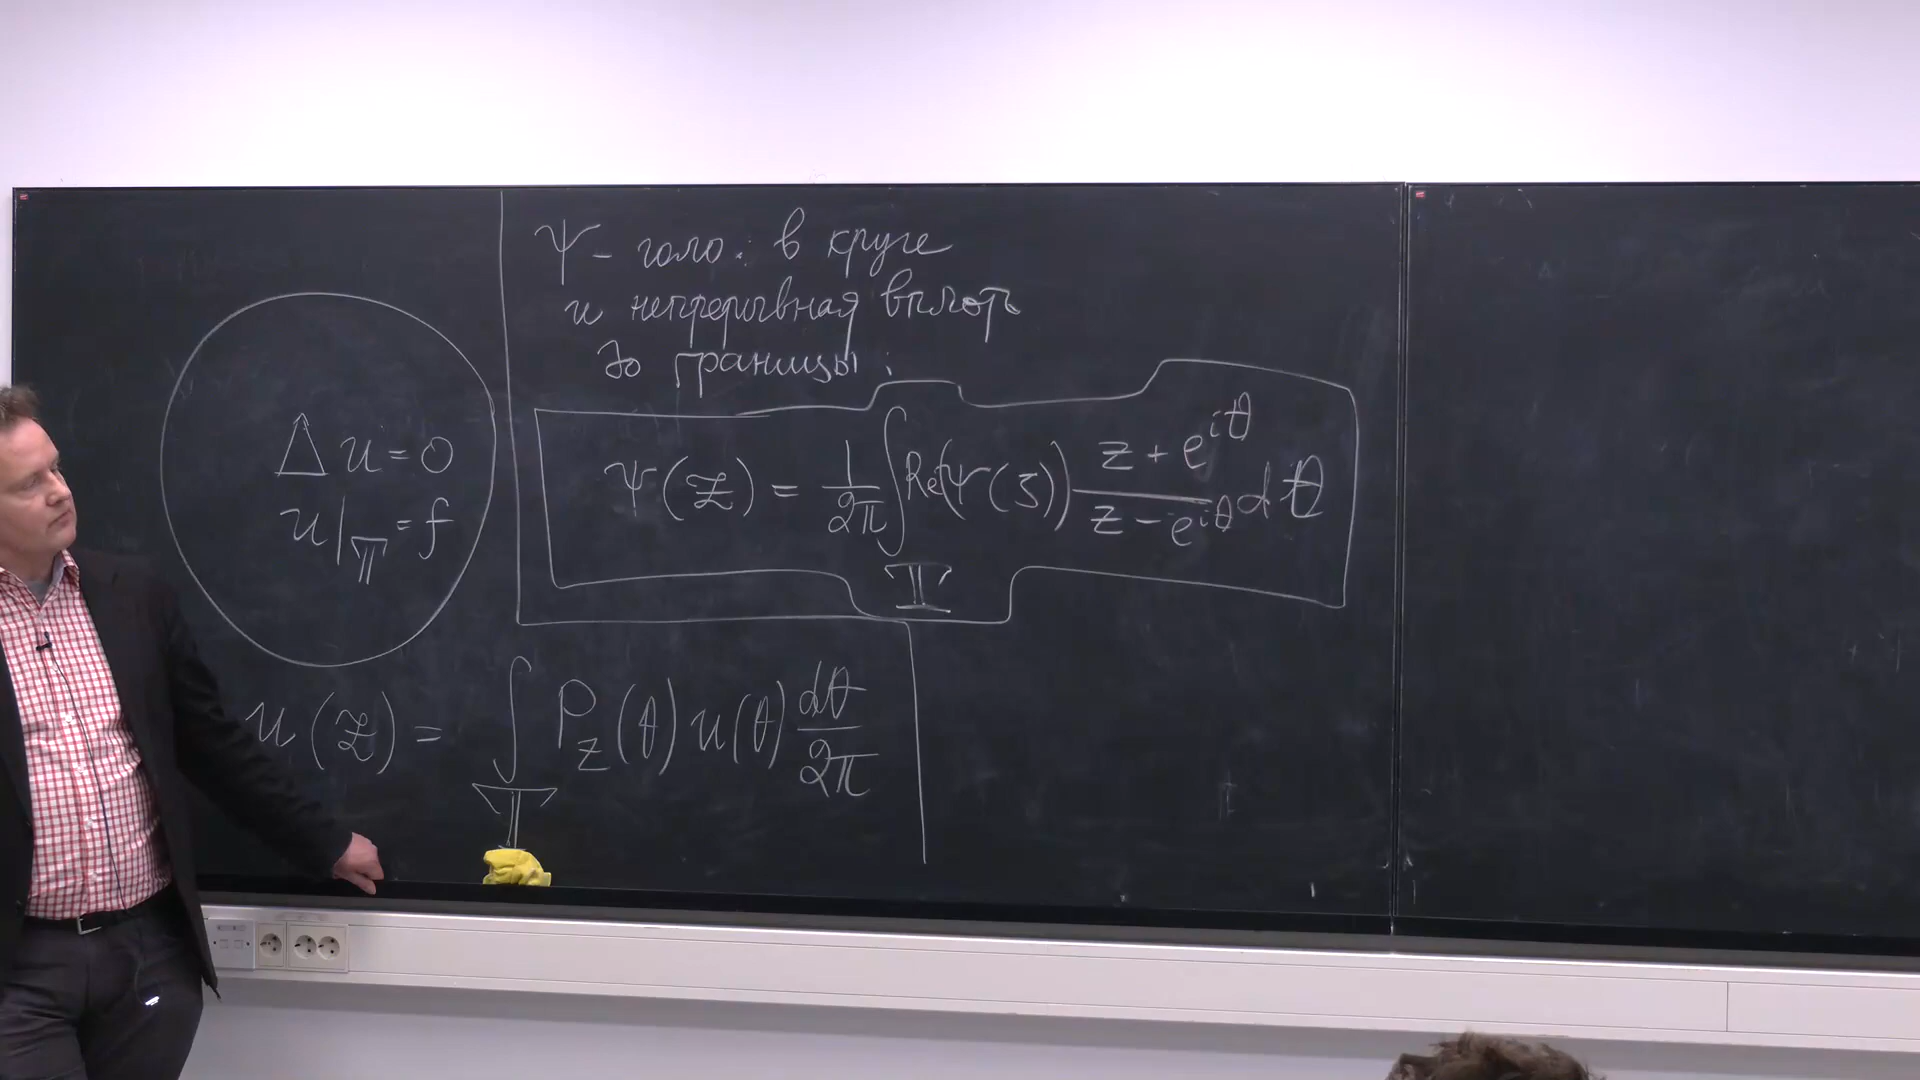 Δu = 0
u|_𝕋 = f
u(z) = ∫_𝕋 P_z(θ) u(θ) dθ/2π
ψ - голо. в круге
и непрерывная вплоть
до границы:
ψ(z) = 1/2π ∫_𝕋 Re(ψ(ζ)) (z + e^{iθ})/(z - e^{iθ}) dθ